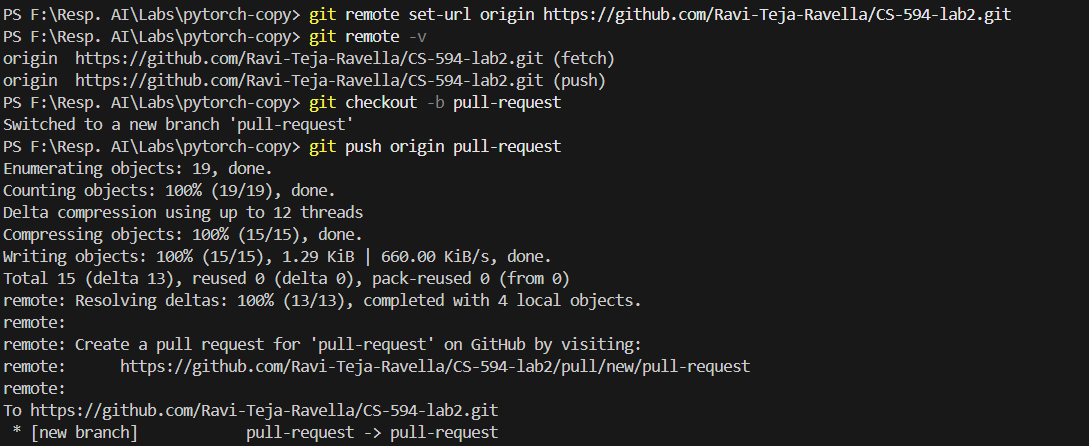 PS F:\Resp. AI\Labs\pytorch-copy> git remote set-url origin https://github.com/Ravi-Teja-Ravella/CS-594-lab2.git
PS F:\Resp. AI\Labs\pytorch-copy> git remote -v
origin  https://github.com/Ravi-Teja-Ravella/CS-594-lab2.git (fetch)
origin  https://github.com/Ravi-Teja-Ravella/CS-594-lab2.git (push)
PS F:\Resp. AI\Labs\pytorch-copy> git checkout -b pull-request
Switched to a new branch 'pull-request'
PS F:\Resp. AI\Labs\pytorch-copy> git push origin pull-request
Enumerating objects: 19, done.
Counting objects: 100% (19/19), done.
Delta compression using up to 12 threads
Compressing objects: 100% (15/15), done.
Writing objects: 100% (15/15), 1.29 KiB | 660.00 KiB/s, done.
Total 15 (delta 13), reused 0 (delta 0), pack-reused 0 (from 0)
remote: Resolving deltas: 100% (13/13), completed with 4 local objects.
remote:
remote: Create a pull request for 'pull-request' on GitHub by visiting:
remote:      https://github.com/Ravi-Teja-Ravella/CS-594-lab2/pull/new/pull-request
remote:
To https://github.com/Ravi-Teja-Ravella/CS-594-lab2.git
 * [new branch]          pull-request -> pull-request